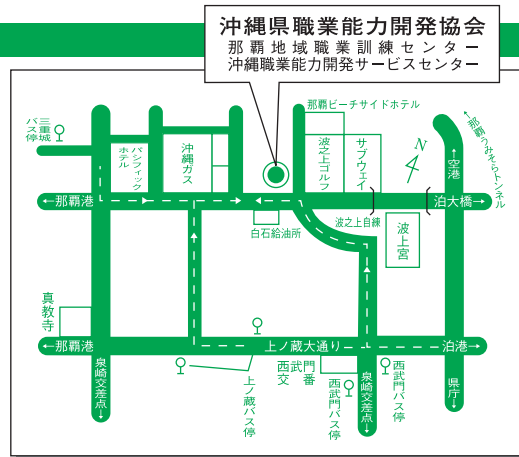 沖縄県職業能力開発協会
那覇地域職業訓練センター
沖縄職業能力開発サービスセンター
那覇ビーチサイドホテル
那覇うみそらトンネル
N
三重城
バス停
パシフィック
ホテル
沖縄ガス
波之上ゴルフ
サブウェイ
空港
←那覇港
泊大橋→
白石給油所
波之上自練
波上宮
真教寺
←那覇港
上ノ蔵大通り
泊港→
泉崎交差点→
上ノ蔵バス停
西武門
交番
西武門バス停
泉崎交差点→
西武門バス停
県庁→